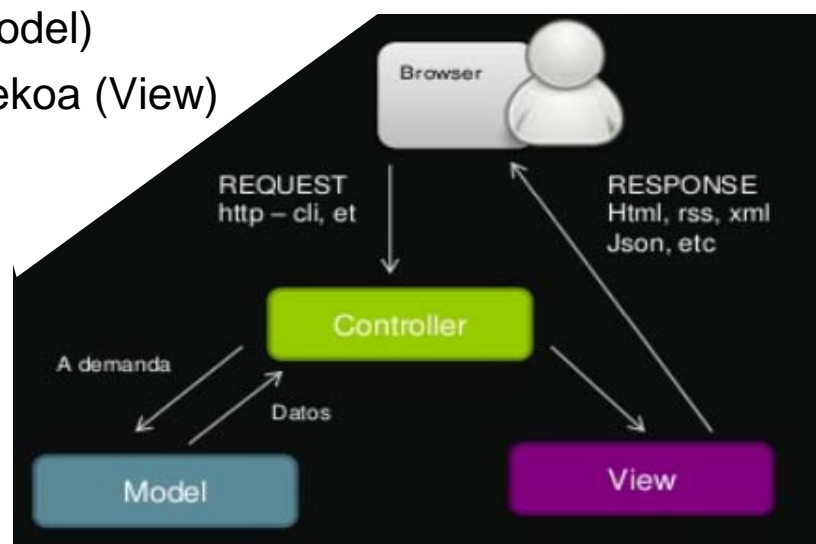 odel)
ekoa (View)
Browser
REQUEST
http – cli, et
RESPONSE
Html, rss, xml
Json, etc
Controller
A demanda
Datos
Model
View